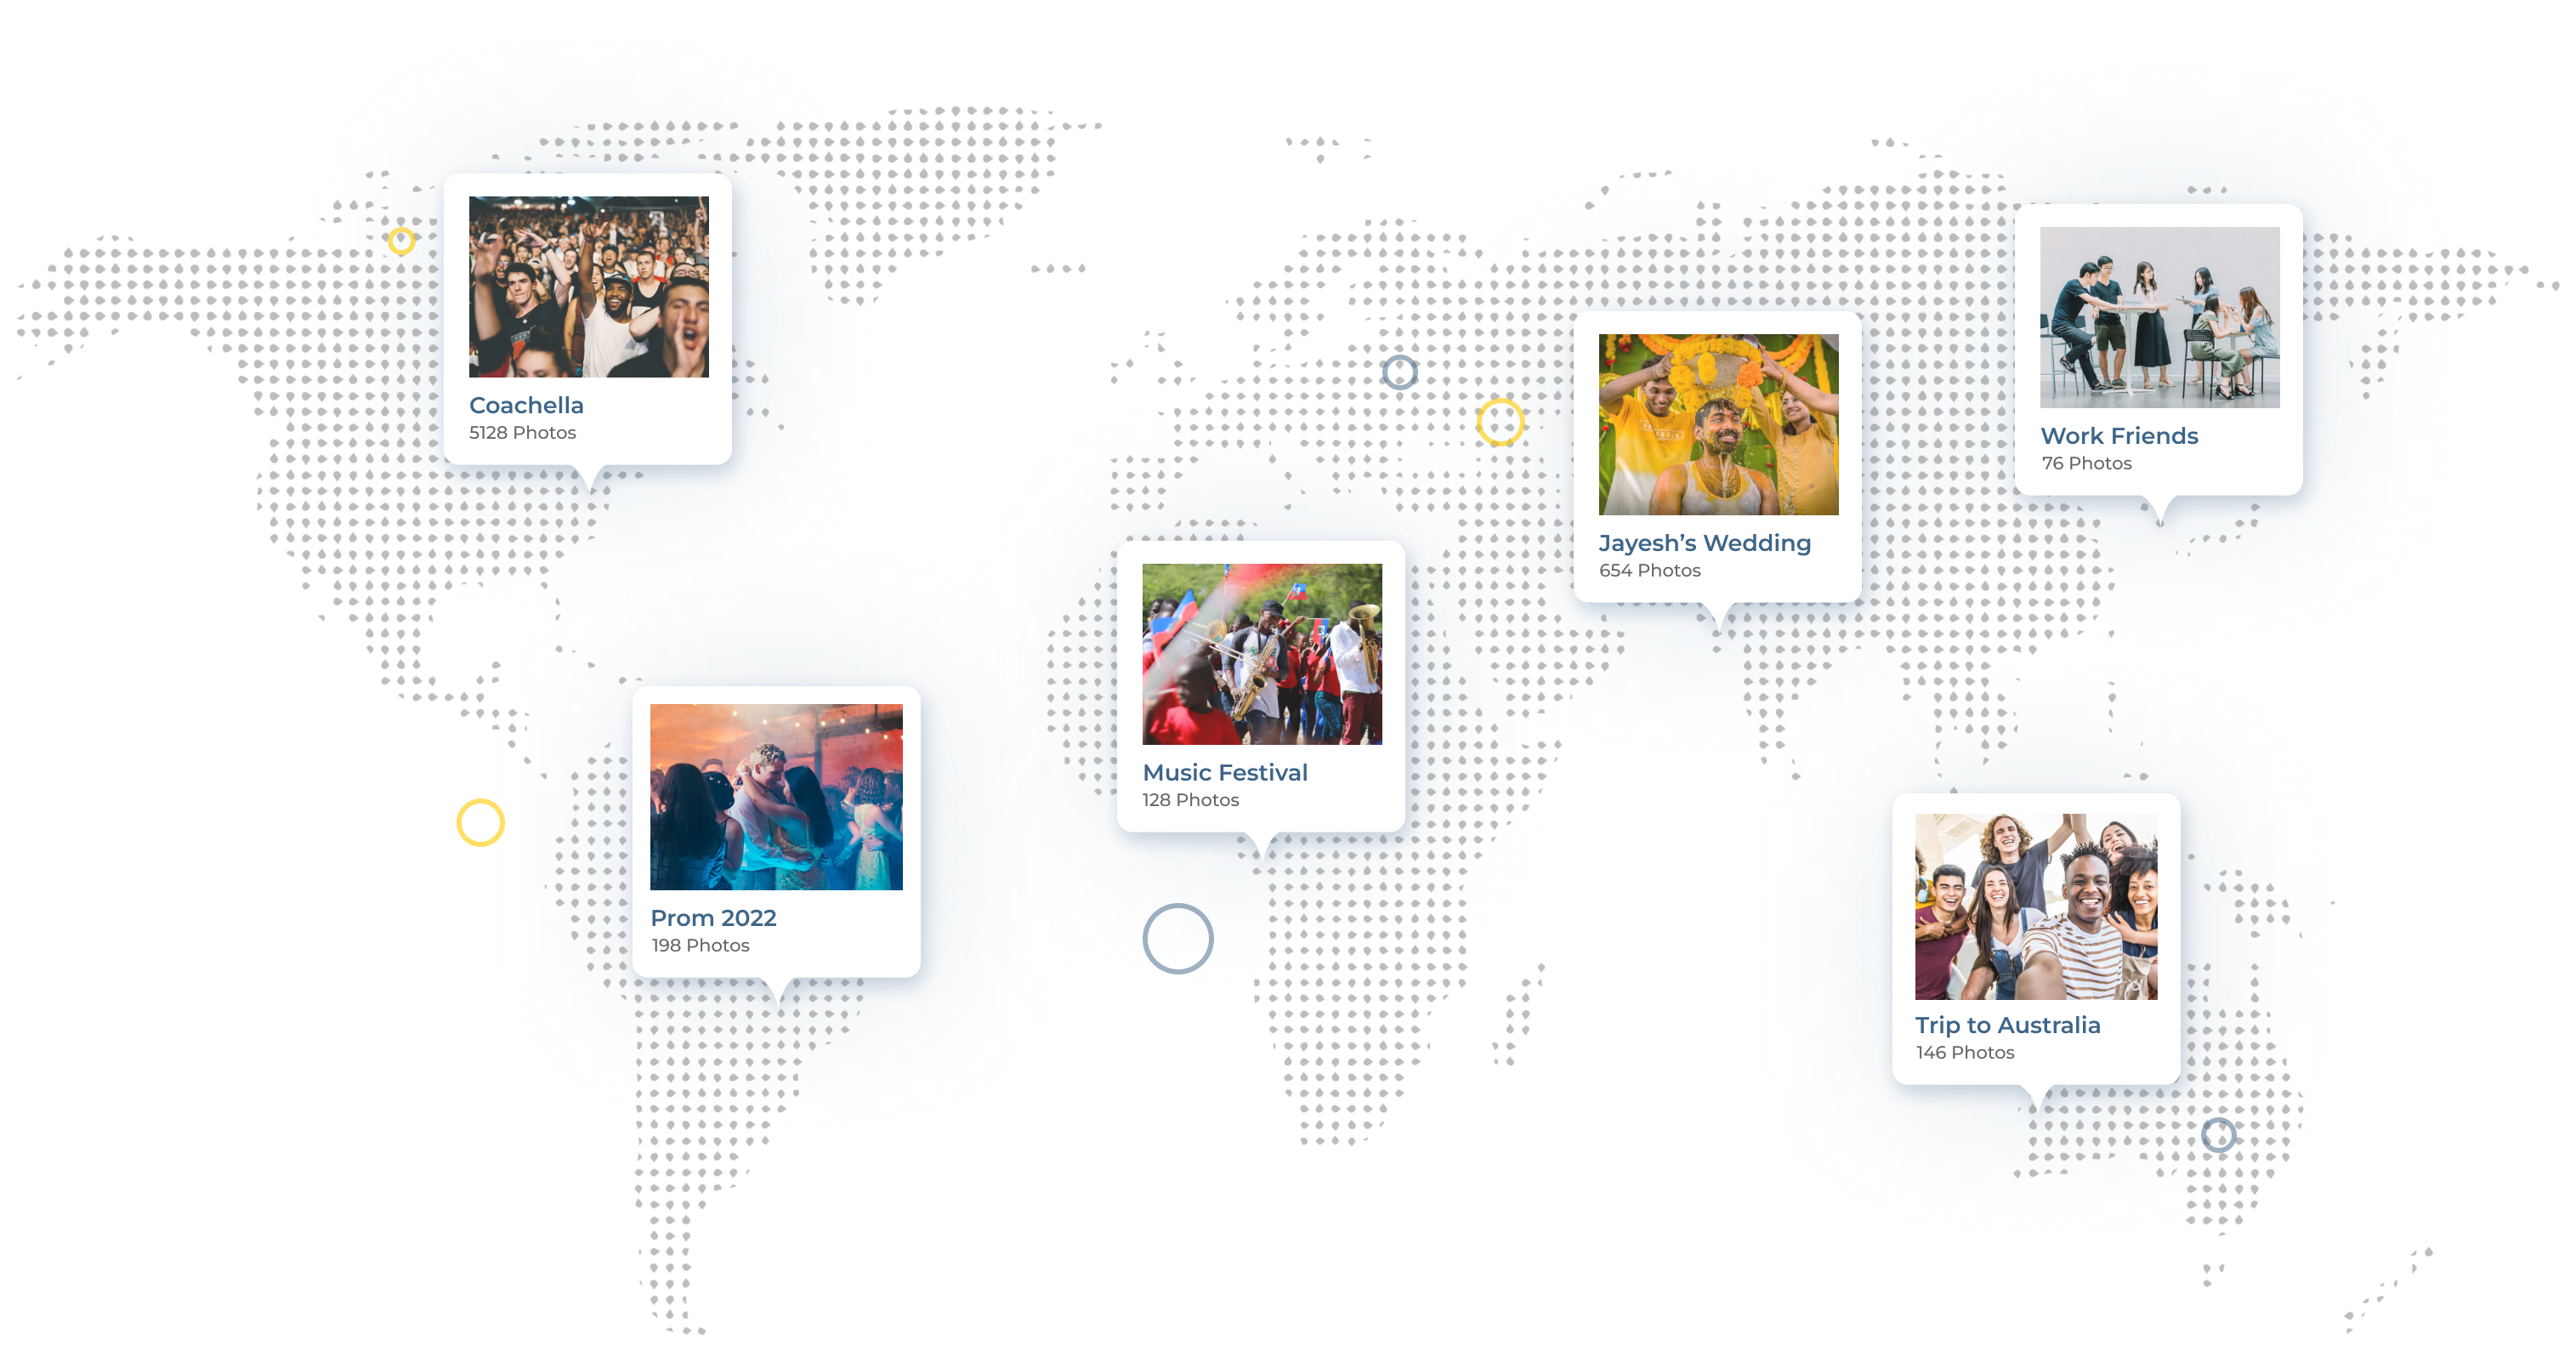 Coachella
5128 Photos
Work Friends
76 Photos
Jayesh’s Wedding
654 Photos
Music Festival
128 Photos
Prom 2022
198 Photos
Trip to Australia
146 Photos